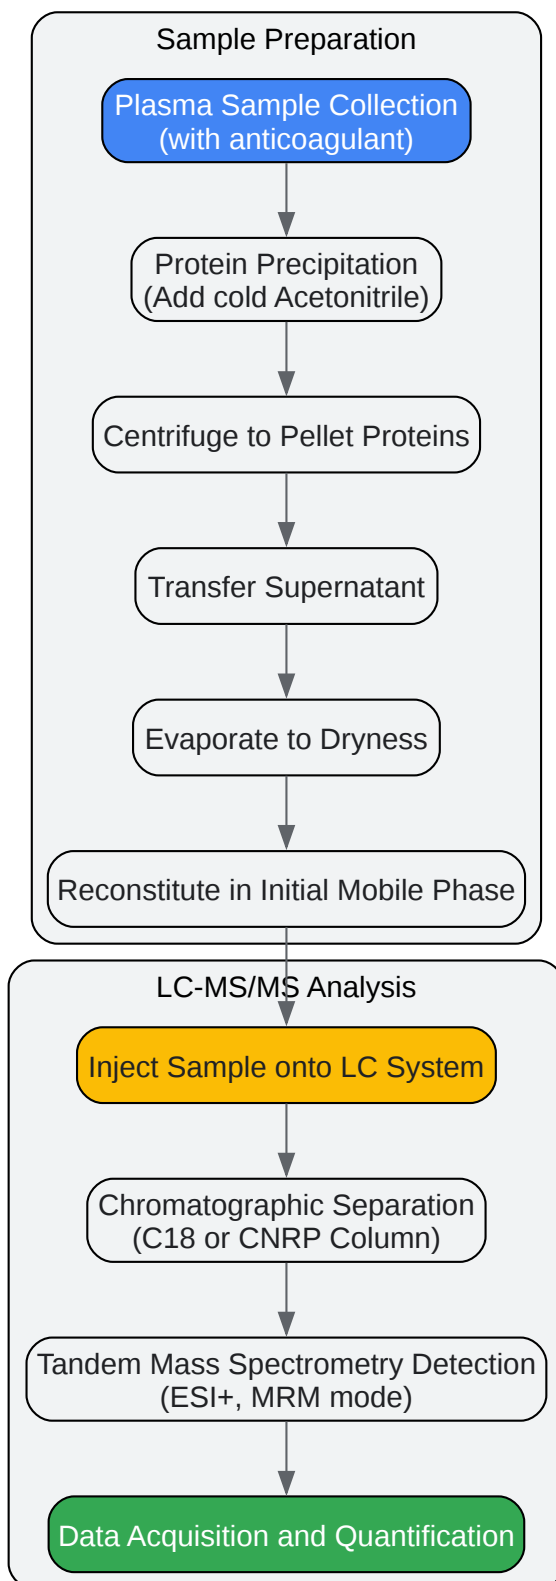 Sample Preparation
Plasma Sample Collection
(with anticoagulant)
Protein Precipitation
(Add cold Acetonitrile)
Centrifuge to Pellet Proteins
Transfer Supernatant
Evaporate to Dryness
Reconstitute in Initial Mobile Phase
LC-MS/MS Analysis
Inject Sample onto LC System
Chromatographic Separation
(C18 or CNRP Column)
Tandem Mass Spectrometry Detection
(ESI+, MRM mode)
Data Acquisition and Quantification